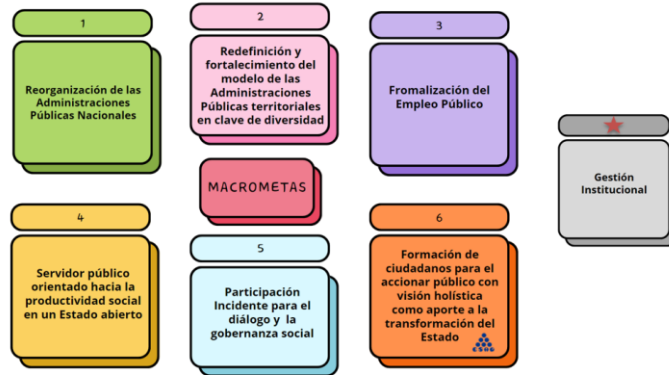 1
Reorganización de las
Administraciones
Públicas Nacionales
2
Redefinición y
fortalecimiento del
modelo de las
Administraciones
Públicas territoriales
en clave de diversidad
3
Fromalización del
Empleo Público
MACROMETAS
Gestión
Institucional
4
Servidor público
orientado hacia la
productividad social
en un Estado abierto
5
Participación
Incidente para el
diálogo y la
gobernanza social
6
Formación de
ciudadanos para el
accionar público con
visión holística
como aporte a la
transformación del
Estado